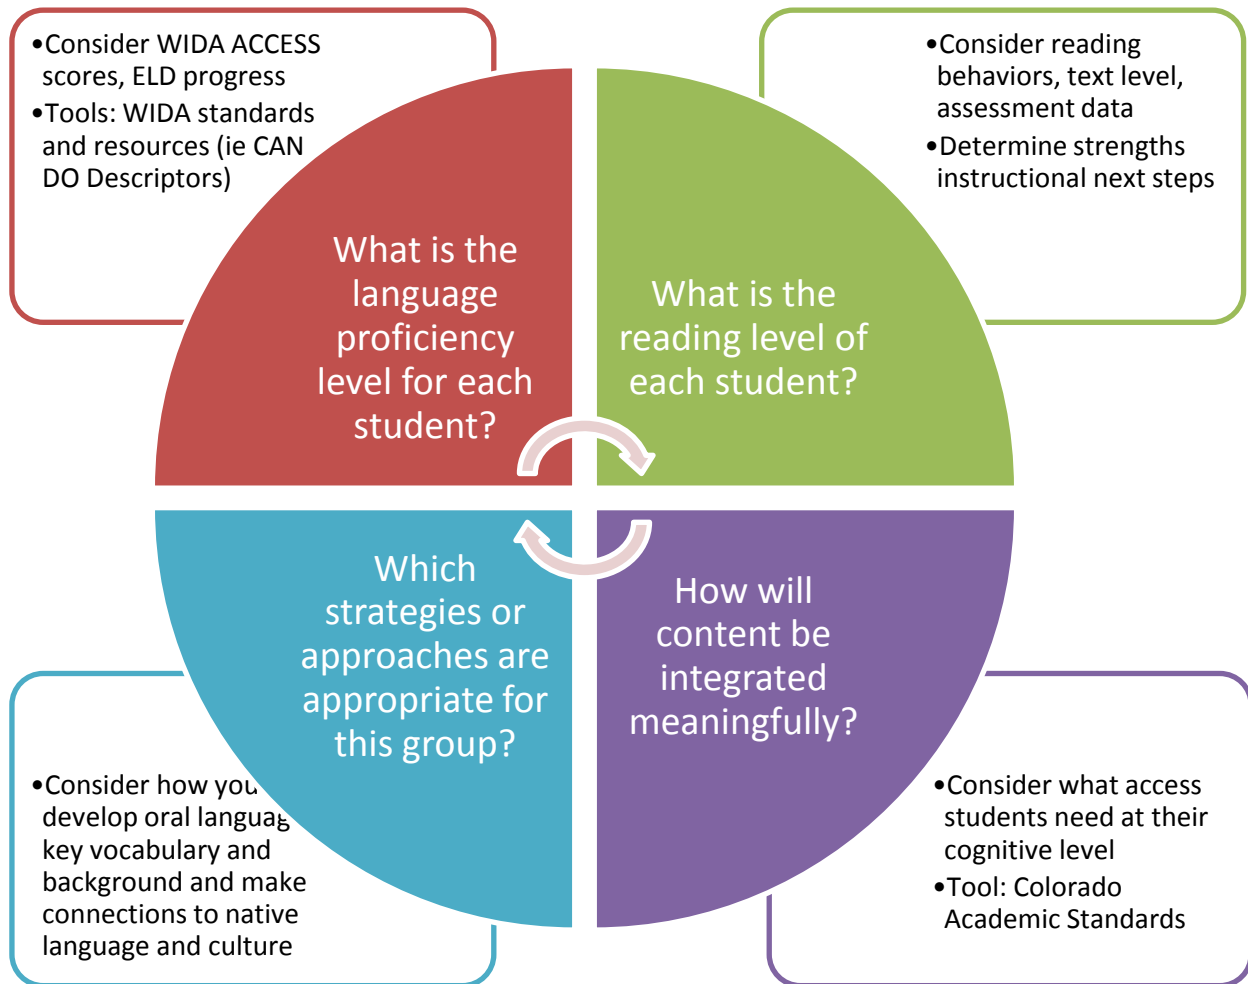 •Consider WIDA ACCESS
scores, ELD progress
•Tools: WIDA standards
and resources (ie CAN
DO Descriptors)
•Consider reading
behaviors, text level,
assessment data
•Determine strengths
instructional next steps
What is the
language
proficiency
level for each
student?
What is the
reading level of
each student?
Which
strategies or
approaches are
appropriate for
this group?
How will
content be
integrated
meaningfully?
•Consider how you
develop oral
key vocabulary and
background and make
connections to native
language and culture
•Consider what access
students need at their
cognitive level
•Tool: Colorado
Academic Standards